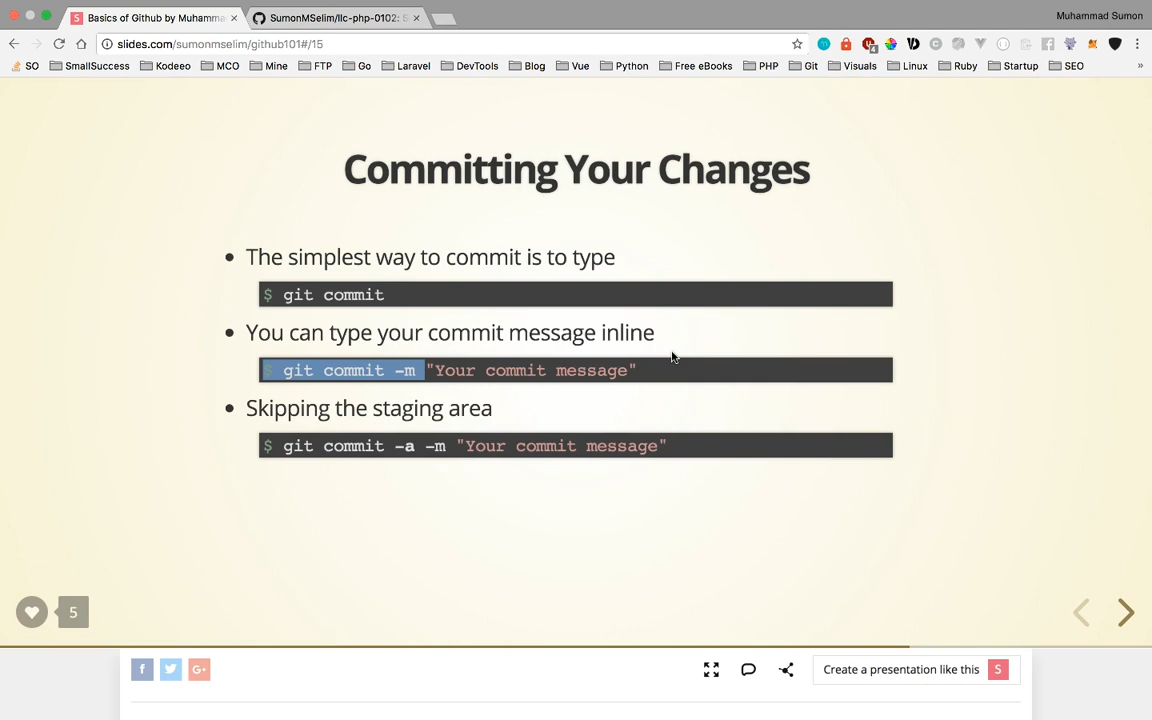 Basics of Github by Muhamma
SumonMSelim/llc-php-0102: S
Muhammad Sumon
slides.com/sumonmselim/github101#/15
SO SmallSuccess Kodeeo MCO Mine FTP Go Laravel DevTools Blog Vue Python Free eBooks PHP Git Visuals Linux Ruby Startup SEO »
Committing Your Changes
• The simplest way to commit is to type
$ git commit
• You can type your commit message inline
$ git commit -m "Your commit message"
• Skipping the staging area
$ git commit -a -m "Your commit message"
5
Create a presentation like this S